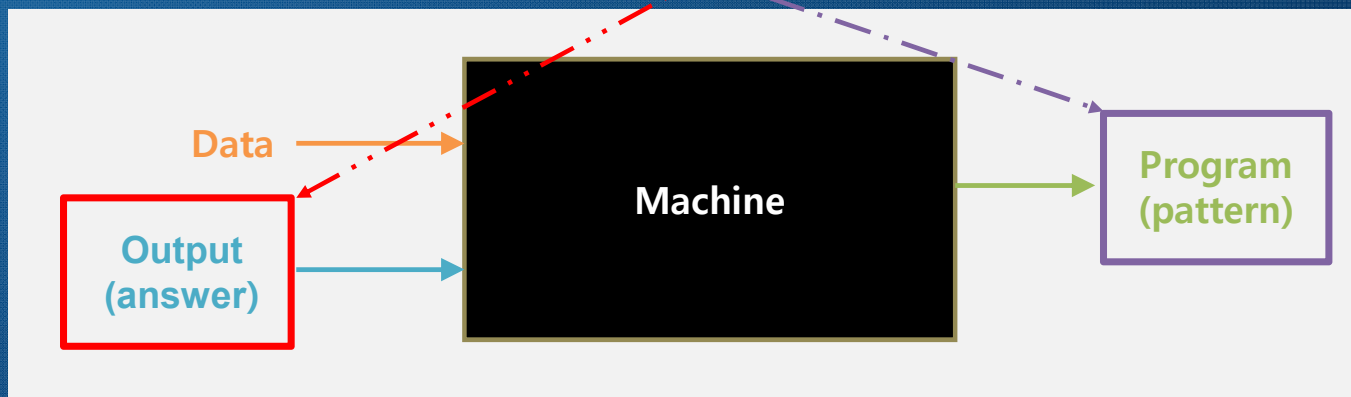 Data
Output
(answer)
Machine
Program
(pattern)